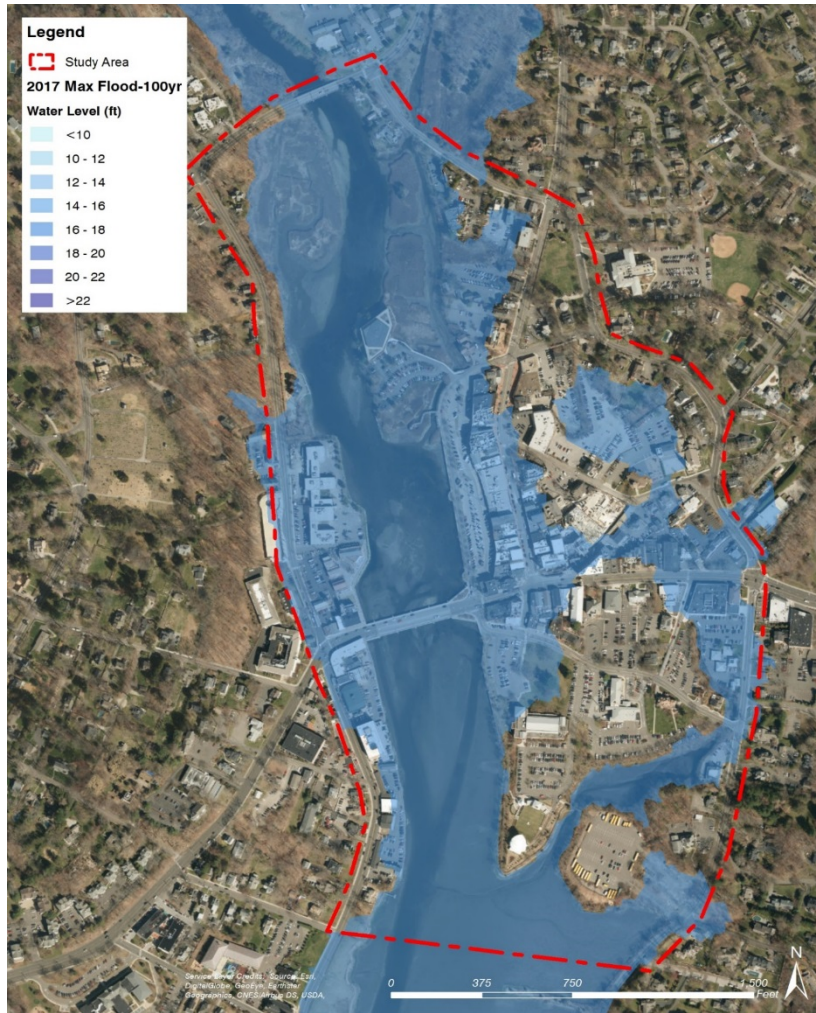 Legend
Study Area
2017 Max Flood-100yr
Water Level (ft)
<10
10 - 12
12 - 14
14 - 16
16 - 18
18 - 20
20 - 22
>22
N
Service Layer Credits: Source: Esri,
DigitalGlobe, GeoEye, Earthstar
Geographics, CNES/Airbus DS, USDA,
0 375 750 1,500
Feet